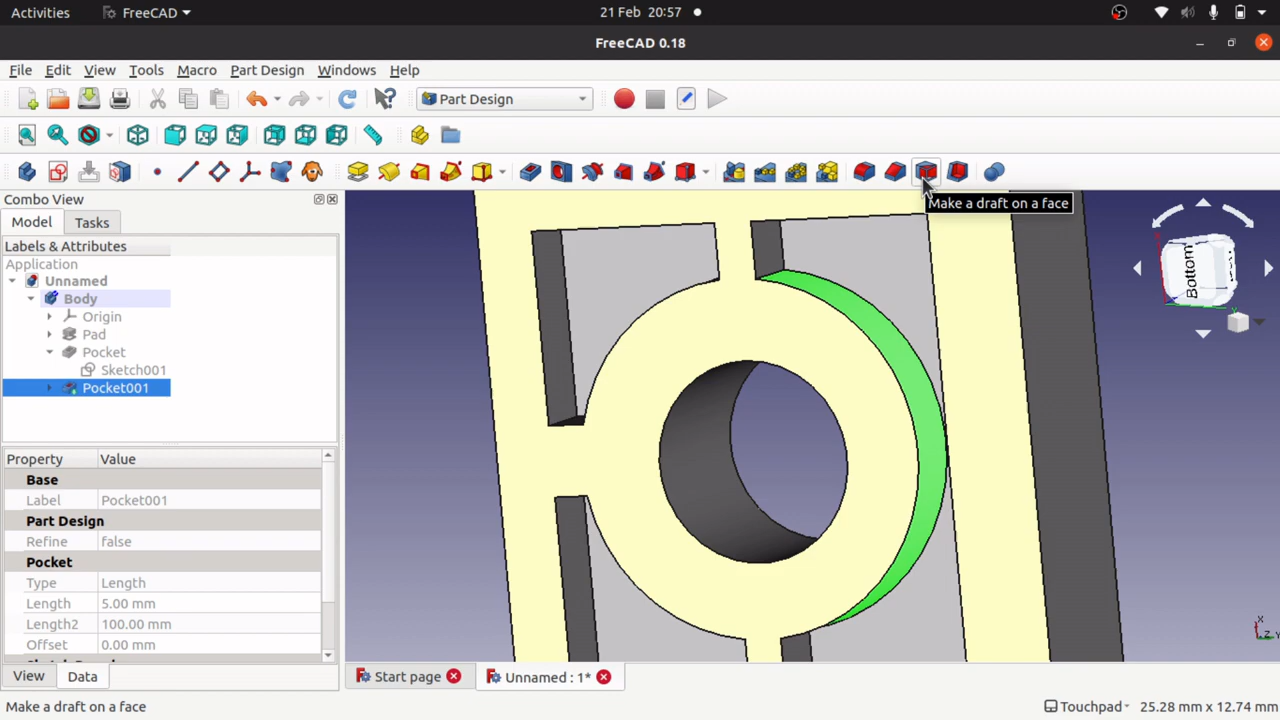 Activities
FreeCAD
21 Feb 20:57
FreeCAD 0.18
File Edit View Tools Macro Part Design Windows Help
Part Design
Make a draft on a face
Combo View
Model Tasks
Labels & Attributes
Application
Unnamed
Body
Origin
Pad
Pocket
Sketch001
Pocket001
Property Value
Base
Label Pocket001
Part Design
Refine false
Pocket
Type Length
Length 5.00 mm
Length2 100.00 mm
Offset 0.00 mm
View Data
Bottom
X
Z
Start page
Unnamed : 1*
Make a draft on a face
Touchpad
25.28 mm x 12.74 mm